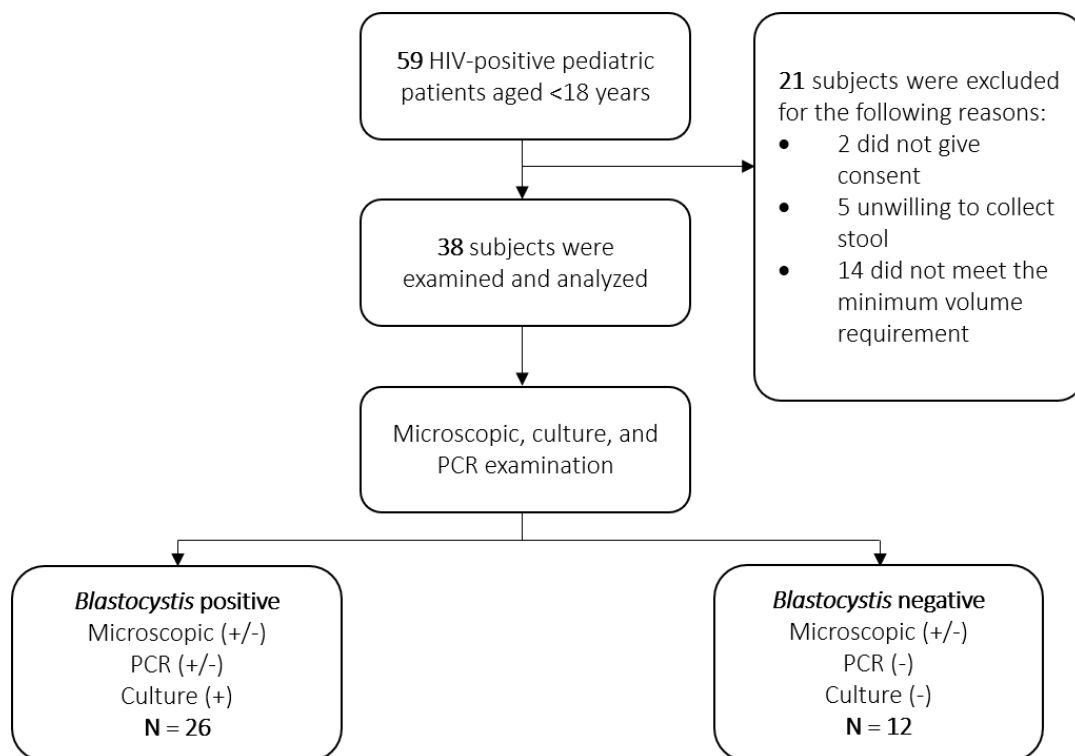 59 HIV-positive pediatric
patients aged <18 years
21 subjects were excluded
for the following reasons:
• 2 did not give
consent
• 5 unwilling to collect
stool
• 14 did not meet the
minimum volume
requirement
38 subjects were
examined and analyzed
Microscopic, culture, and
PCR examination
Blastocystis positive
Microscopic (+/-)
PCR (+/-)
Culture (+)
N = 26
Blastocystis negative
Microscopic (+/-)
PCR (-)
Culture (-)
N = 12